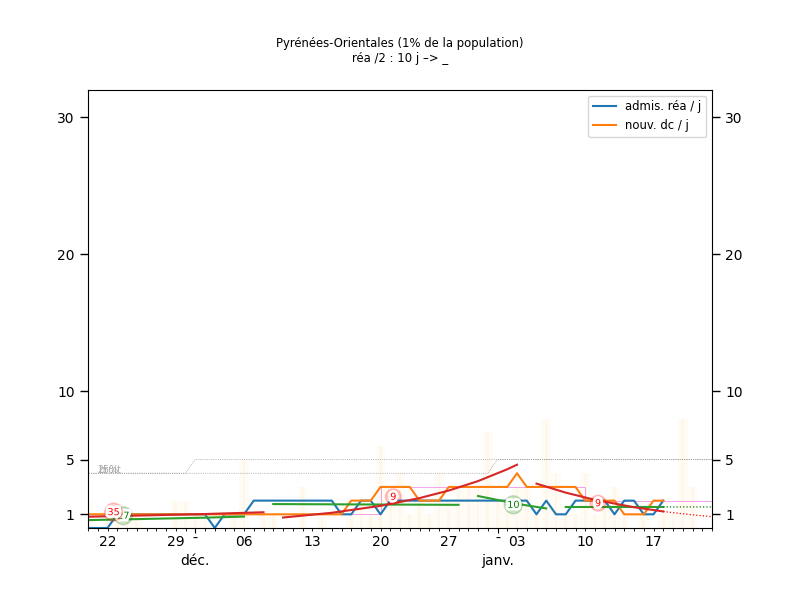 Pyrénées-Orientales (1% de la population)
réa /2 : 10 j –> _
admis. réa / j
nouv. dc / j
30 30
20 20
10 10
5 5
1 1
35
9
10
9
22 29 - 06 13 20 27 - 03 10 17
déc. janv.